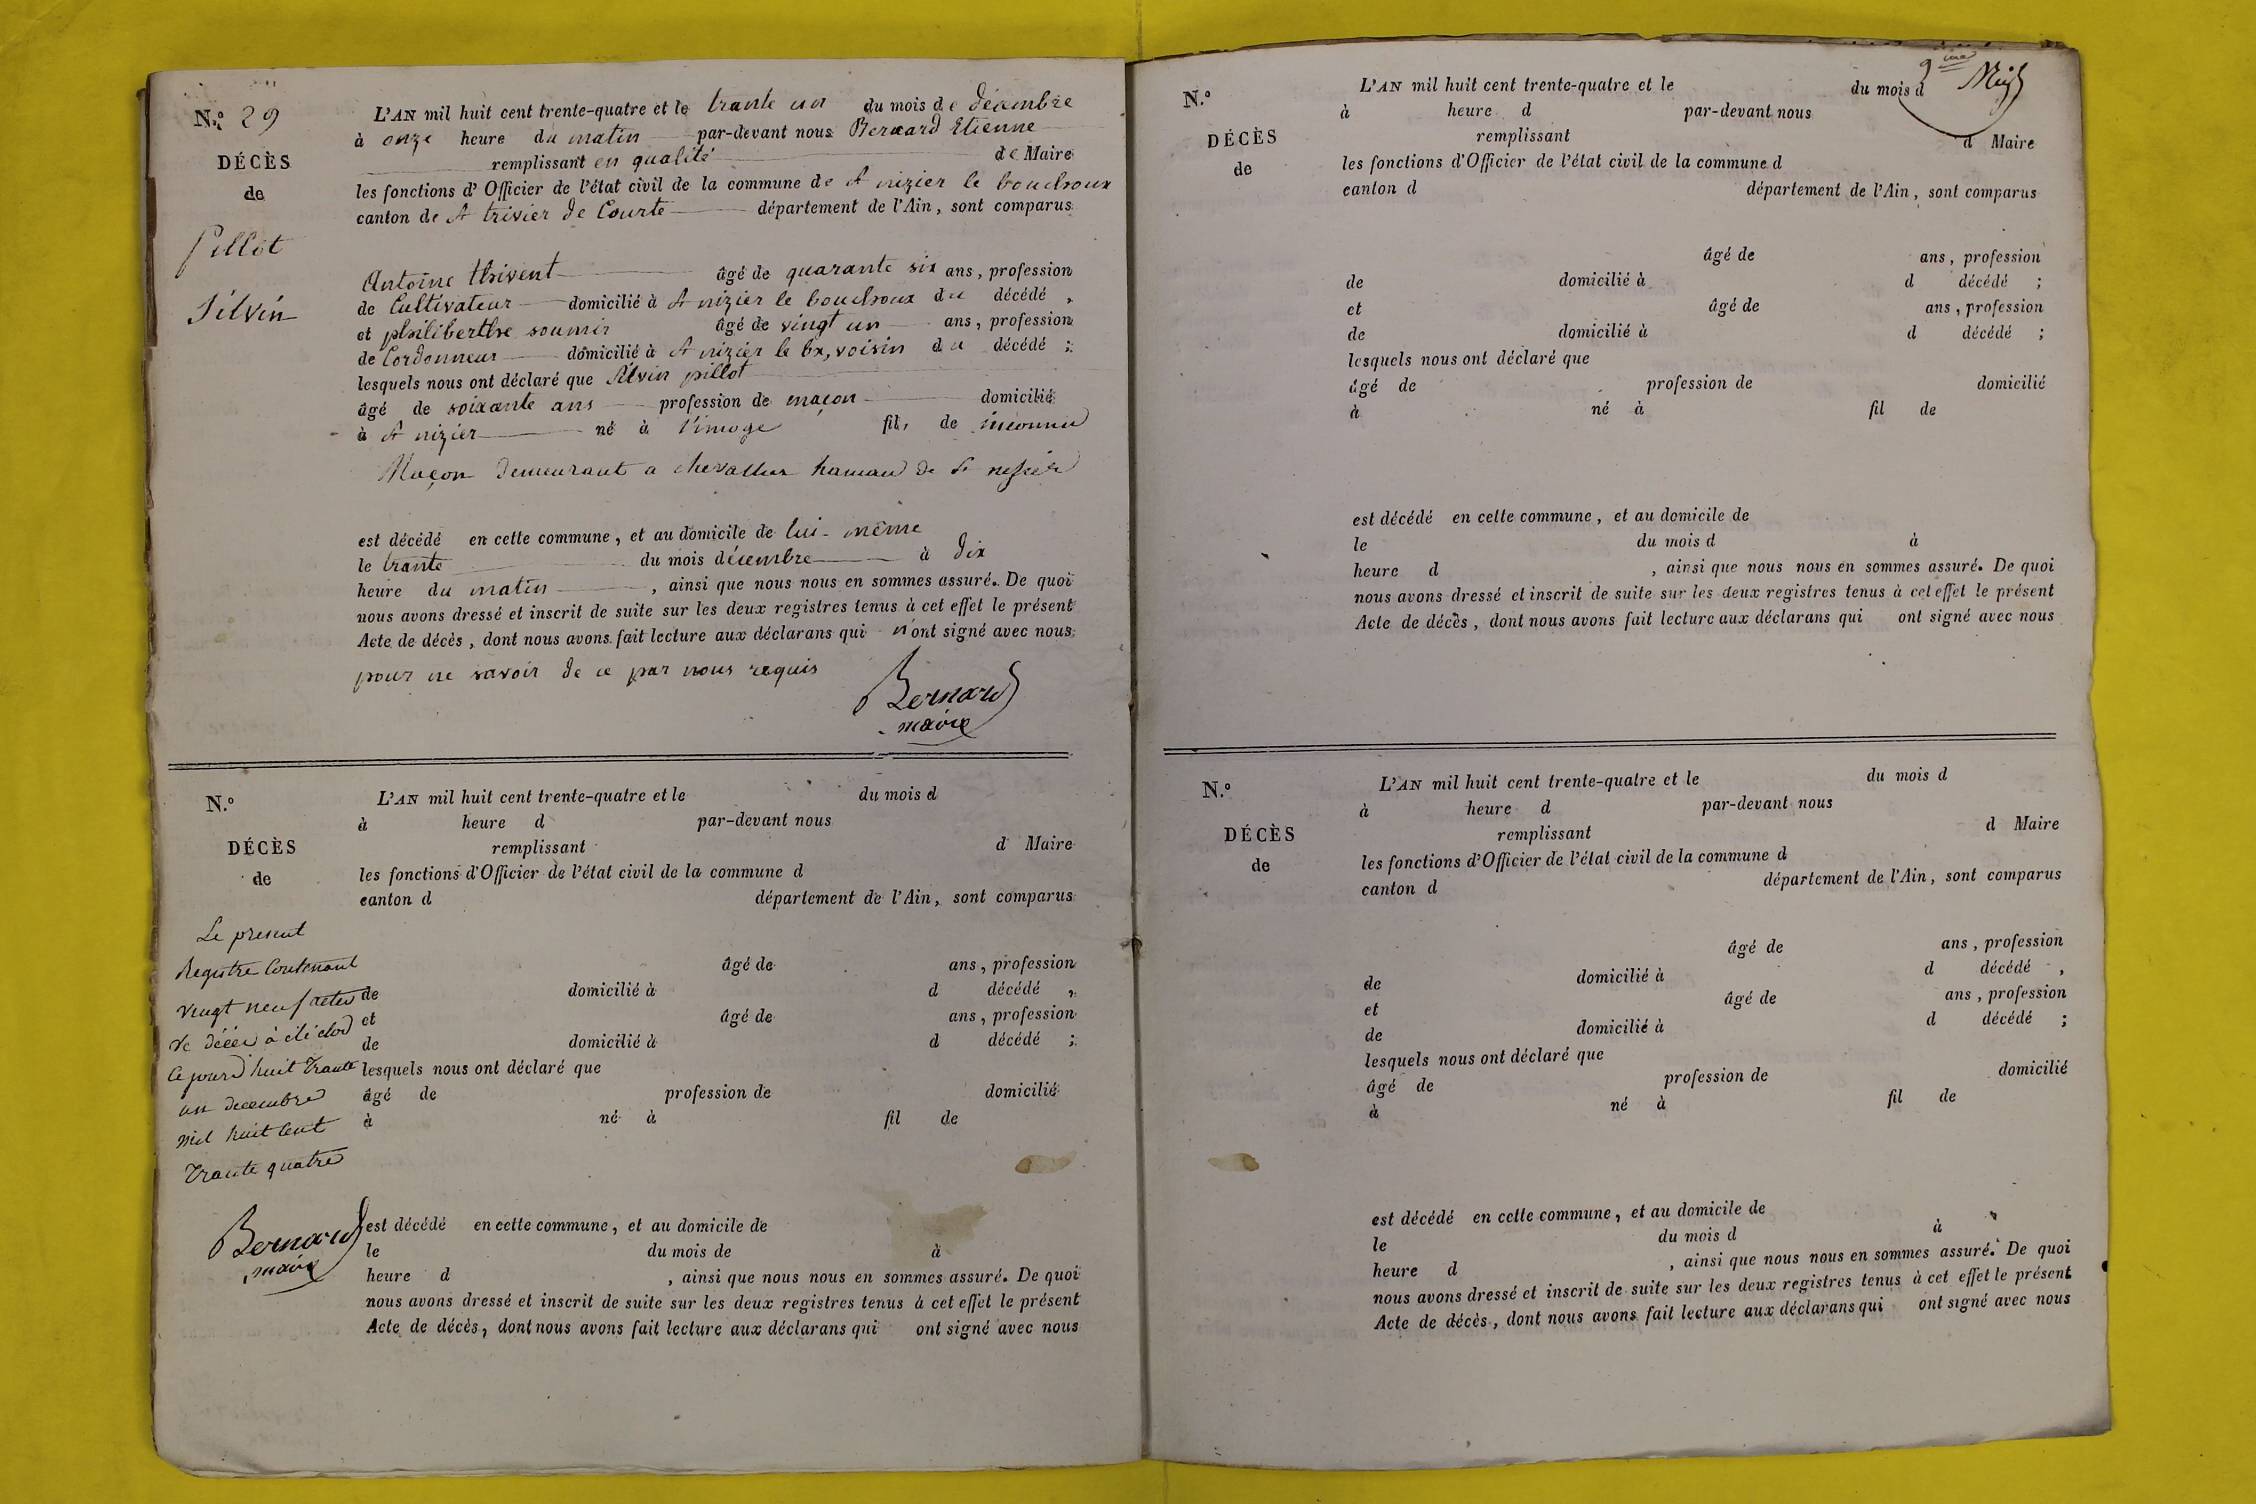 N.º 29
DÉCÈS
de
Pillot
Silvin
L'AN mil huit cent trente-quatre et le trante un du mois de décembre
à onze heure du matin par-devant nous Bernard Etienne
remplissant en qualité de Maire
les fonctions d'Officier de l'état civil de la commune de St nizier le bouchoux
canton de St trivier de Courte département de l'Ain, sont comparus
Antoine thivent âgé de quarante six ans, profession
de Cultivateur domicilié à St nizier le bouchoux du décédé ,
et philiberthe soumir âgé de vingt un ans, profession
de Cordonneur domicilié à St nizier le bx, voisin du décédé ;
lesquels nous ont déclaré que Silvin pillot
âgé de soixante ans profession de maçon domicilié
à St nizier né à limoge fils de inconnu
Maçon demeurant a chevallier hamau de St
est décédé en cette commune, et au domicile de lui-même
le trante du mois décembre à dix
heure du matin , ainsi que nous nous en sommes assuré. De quoi
nous avons dressé et inscrit de suite sur les deux registres tenus à cet effet le présent
Acte de décès, dont nous avons fait lecture aux déclarans qui n'ont signé avec nous
pour ne savoir de ce par nous requis
Bernard
maire
N.º
DÉCÈS
de
Le present
Registre Contenant
vingt neuf actes
de décès à été clod
Ce jourd'huit Trante
un decembre
mil huit Cent
Trante quatre
Bernard
maire
L'AN mil huit cent trente-quatre et le du mois d
à heure d par-devant nous
remplissant d Maire
les fonctions d'Officier de l'état civil de la commune d
canton d département de l'Ain, sont comparus
âgé de ans, profession
de domicilié à d décédé ,
et âgé de ans, profession
de domicilié à d décédé ;
lesquels nous ont déclaré que
âgé de profession de domicilié
à né à fil de
est décédé en cette commune, et au domicile de
le du mois de à
heure d , ainsi que nous nous en sommes assuré. De quoi
nous avons dressé et inscrit de suite sur les deux registres tenus à cet effet le présent
Acte de décès, dont nous avons fait lecture aux déclarans qui ont signé avec nous
9
N.º
DÉCÈS
de
L'AN mil huit cent trente-quatre et le du mois d
à heure d par-devant nous
remplissant d Maire
les fonctions d'Officier de l'état civil de la commune d
canton d département de l'Ain, sont comparus
âgé de ans, profession
de domicilié à d décédé ;
et âgé de ans, profession
de domicilié à d décédé ;
lesquels nous ont déclaré que
âgé de profession de domicilié
à né à fil de
est décédé en cette commune, et au domicile de
le du mois d à
heure d , ainsi que nous nous en sommes assuré. De quoi
nous avons dressé et inscrit de suite sur les deux registres tenus à cet effet le présent
Acte de décès, dont nous avons fait lecture aux déclarans qui ont signé avec nous
N.º
DÉCÈS
de
L'AN mil huit cent trente-quatre et le du mois d
à heure d par-devant nous
remplissant d Maire
les fonctions d'Officier de l'état civil de la commune d
canton d département de l'Ain, sont comparus
âgé de ans, profession
de domicilié à d décédé ,
et âgé de ans, profession
de domicilié à d décédé ;
lesquels nous ont déclaré que
âgé de profession de domicilié
à né à fil de
est décédé en cette commune, et au domicile de
le du mois d à
heure d , ainsi que nous nous en sommes assuré. De quoi
nous avons dressé et inscrit de suite sur les deux registres tenus à cet effet le présent
Acte de décès, dont nous avons fait lecture aux déclarans qui ont signé avec nous